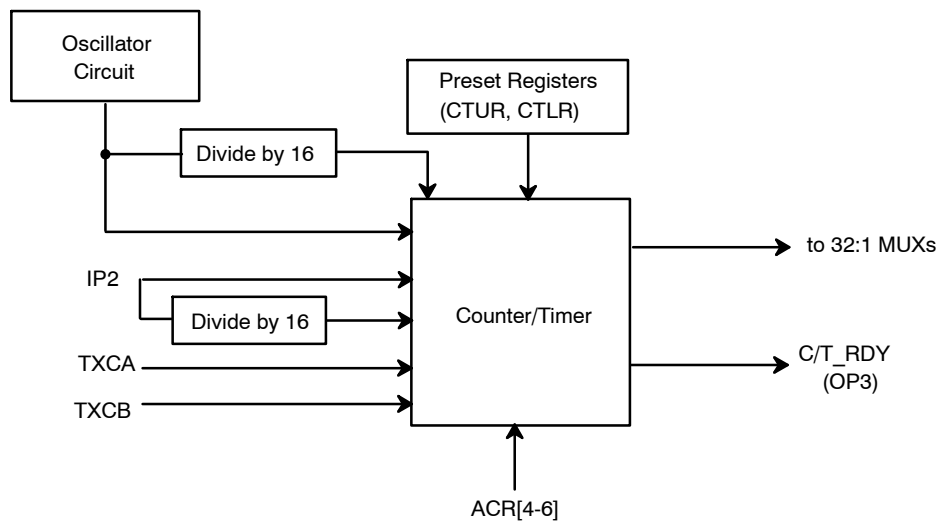 Oscillator
Circuit
Preset Registers
(CTUR, CTLR)
Divide by 16
to 32:1 MUXs
IP2
Divide by 16
Counter/Timer
TXCA
C/T_RDY
(OP3)
TXCB
ACR[4-6]